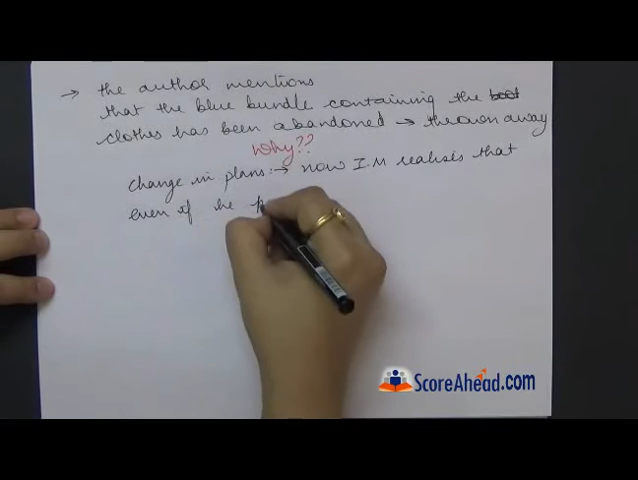 → the author mentions
that the blue bundle containing the
clothes has been abandoned → thrown away
Why??
change in plans :→ now I.M realises that
even if he
ScoreAhead.com